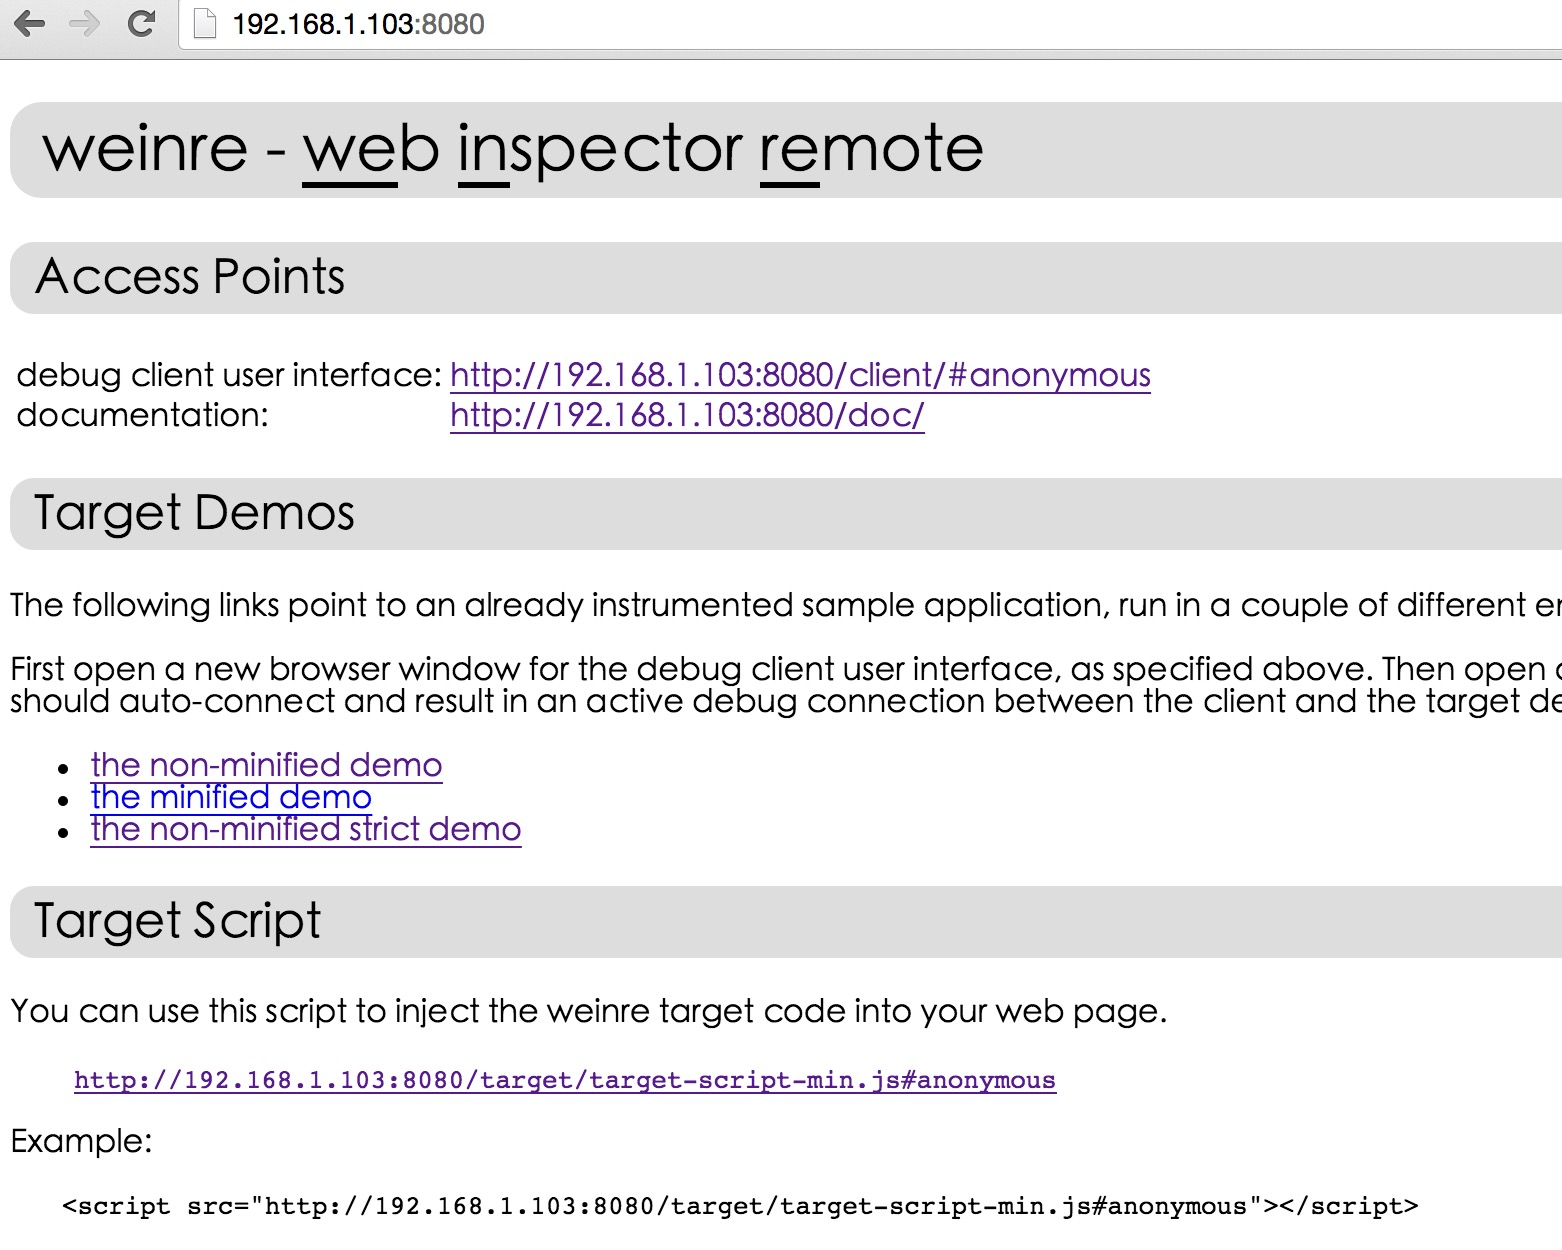 192.168.1.103:8080
weinre - web inspector remote
Access Points
debug client user interface: http://192.168.1.103:8080/client/#anonymous
documentation: http://192.168.1.103:8080/doc/
Target Demos
The following links point to an already instrumented sample application, run in a couple of different
First open a new browser window for the debug client user interface, as specified above. Then open
should auto-connect and result in an active debug connection between the client and the target
the non-minified demo
the minified demo
the non-minified strict demo
Target Script
You can use this script to inject the weinre target code into your web page.
http://192.168.1.103:8080/target/target-script-min.js#anonymous
Example:
<script src="http://192.168.1.103:8080/target/target-script-min.js#anonymous"></script>